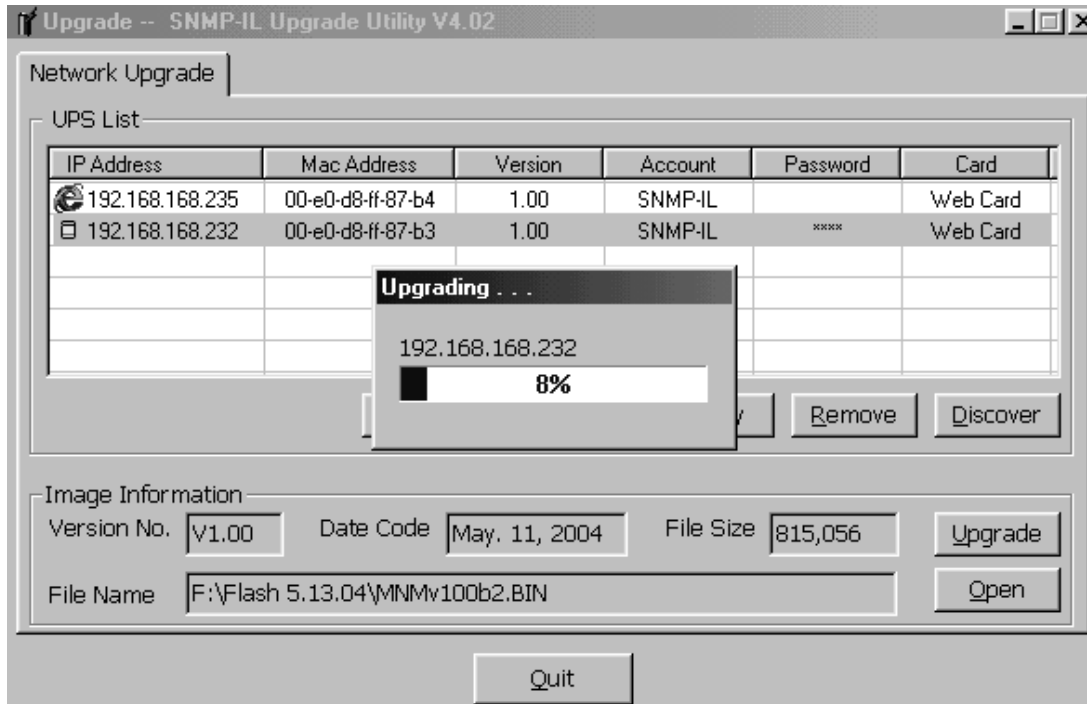 Upgrade -- SNMP-IL Upgrade Utility V4.02
Network Upgrade
UPS List
IP Address Mac Address Version Account Password Card
192.168.168.235 00-e0-d8-ff-87-b4 1.00 SNMP-IL Web Card
192.168.168.232 00-e0-d8-ff-87-b3 1.00 SNMP-IL **** Web Card
Upgrading . . .
192.168.168.232
8%
Remove Discover
Image Information
Version No. V1.00 Date Code May. 11, 2004 File Size 815,056 Upgrade
File Name F:\Flash 5.13.04\MNMv100b2.BIN Open
Quit